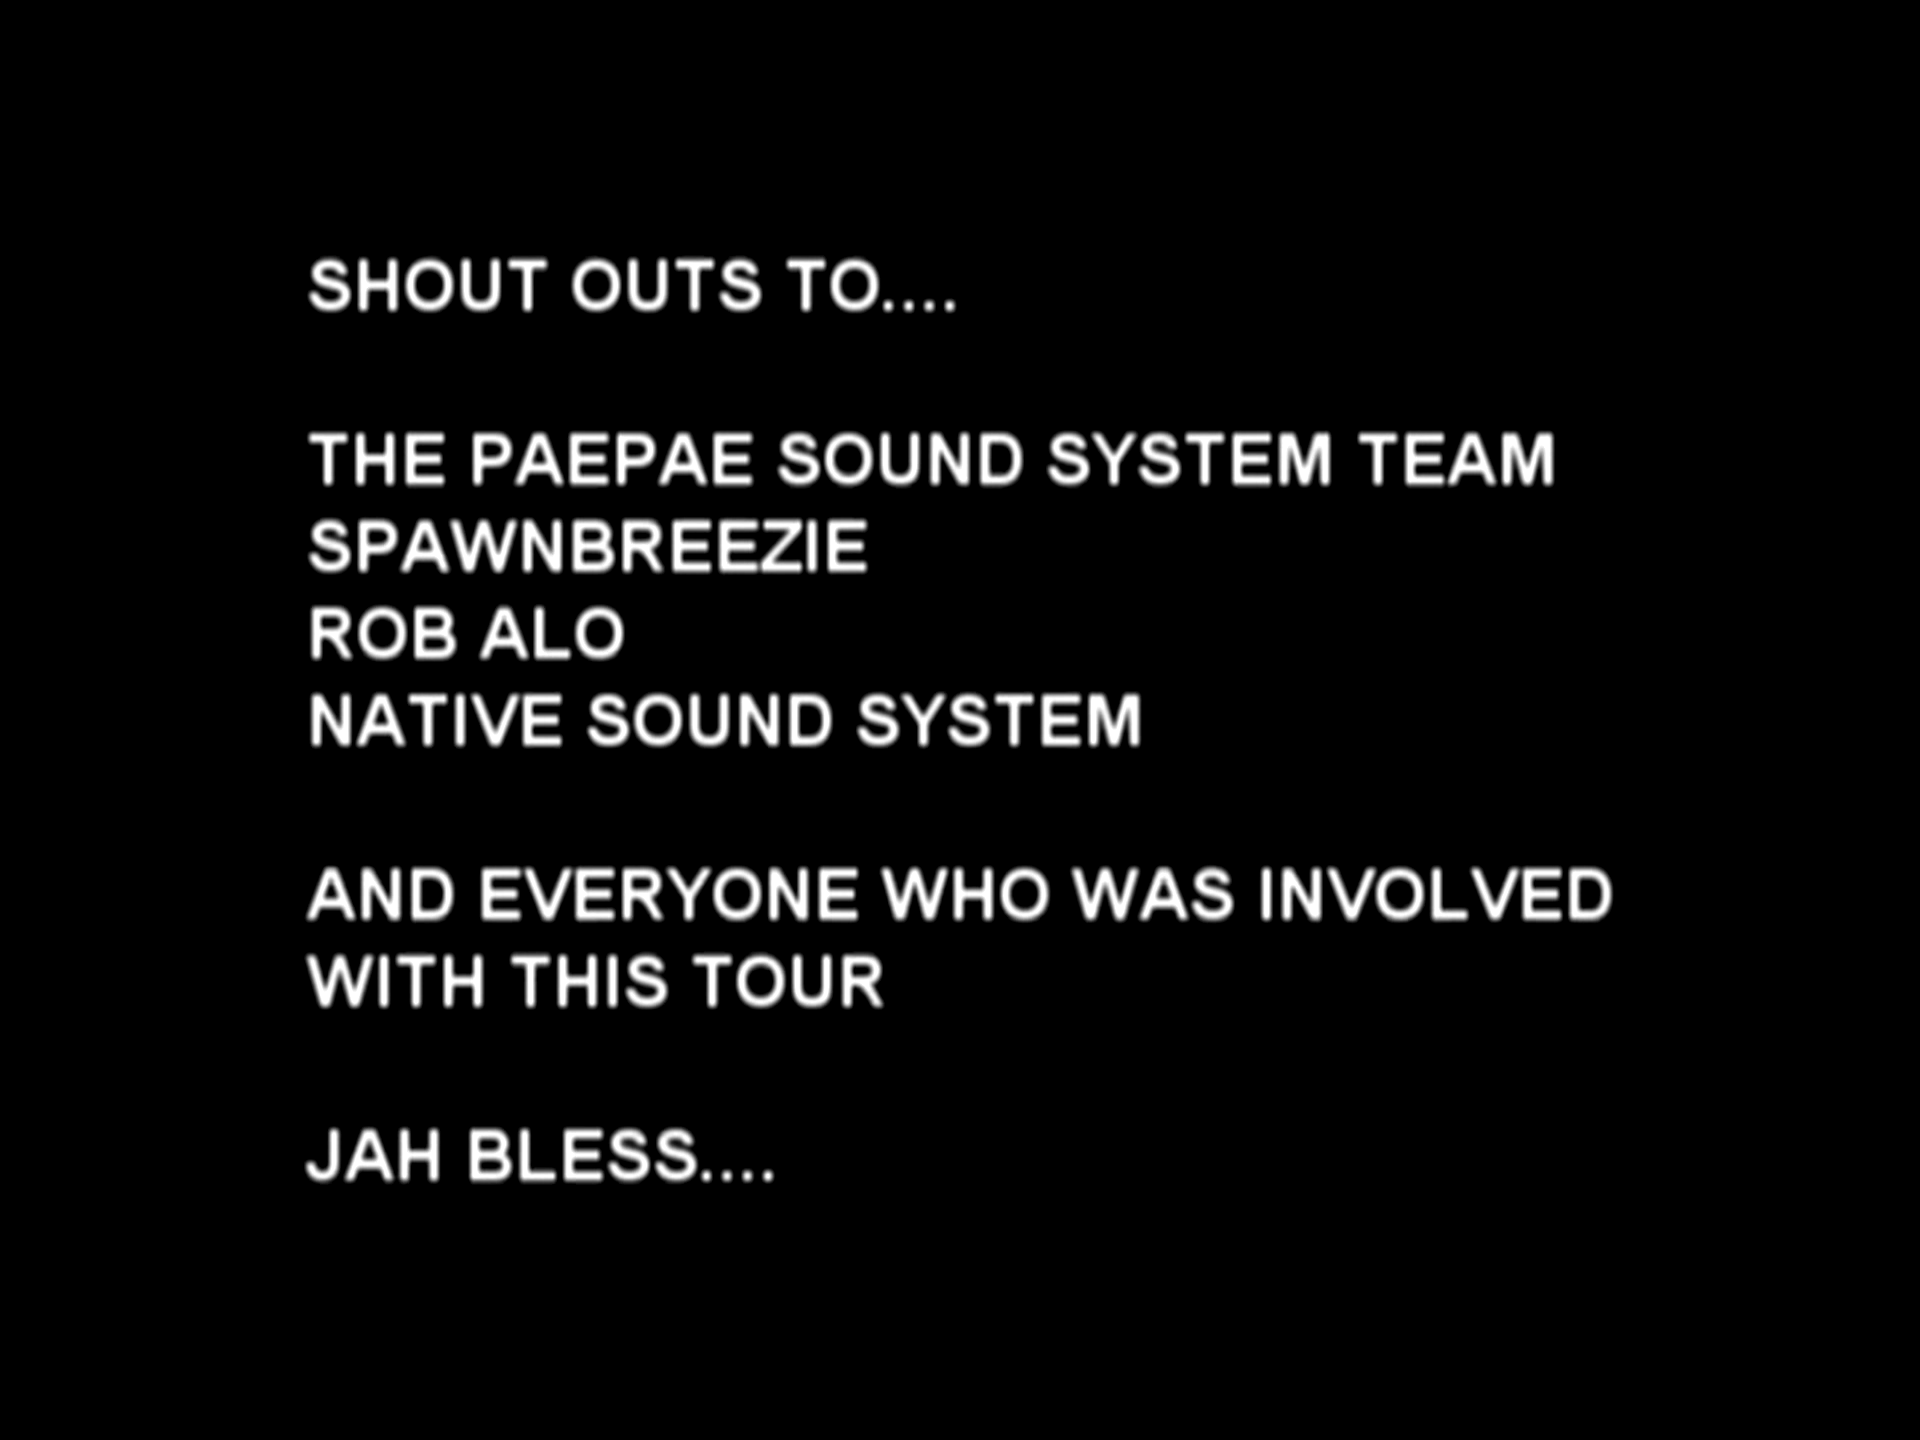 SHOUT OUTS TO....
THE PAEPAE SOUND SYSTEM TEAM
SPAWNBREEZIE
ROB ALO
NATIVE SOUND SYSTEM
AND EVERYONE WHO WAS INVOLVED
WITH THIS TOUR
JAH BLESS....